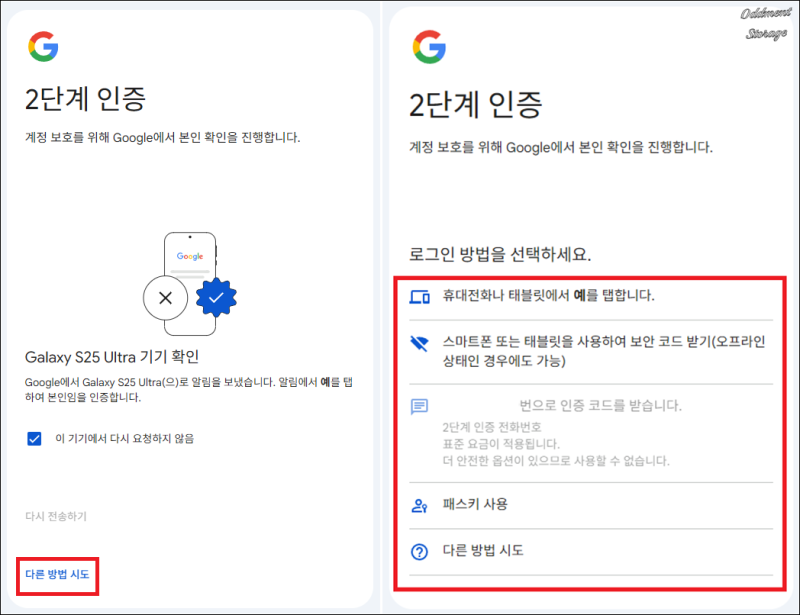 2단계 인증
계정 보호를 위해 Google에서 본인 확인을 진행합니다.
Google
Galaxy S25 Ultra 기기 확인
Google에서 Galaxy S25 Ultra(으)로 알림을 보냈습니다. 알림에서 예를 탭
하여 본인임을 인증합니다.
이 기기에서 다시 요청하지 않음
다시 전송하기
다른 방법 시도
Oddment
Storage
2단계 인증
계정 보호를 위해 Google에서 본인 확인을 진행합니다.
로그인 방법을 선택하세요.
휴대전화나 태블릿에서 예를 탭합니다.
스마트폰 또는 태블릿을 사용하여 보안 코드 받기(오프라인
상태인 경우에도 가능)
번으로 인증 코드를 받습니다.
2단계 인증 전화번호
표준 요금이 적용됩니다.
더 안전한 옵션이 있으므로 사용할 수 없습니다.
패스키 사용
다른 방법 시도